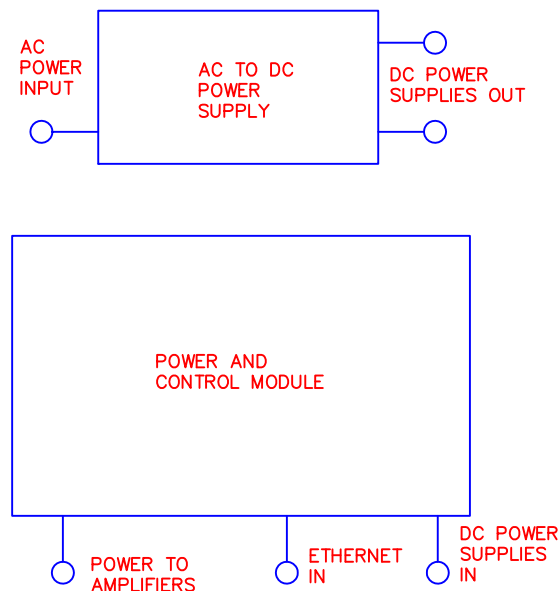 AC
POWER
INPUT
AC TO DC
POWER
SUPPLY
DC POWER
SUPPLIES OUT
POWER AND
CONTROL MODULE
POWER TO
AMPLIFIERS
ETHERNET
IN
DC POWER
SUPPLIES
IN